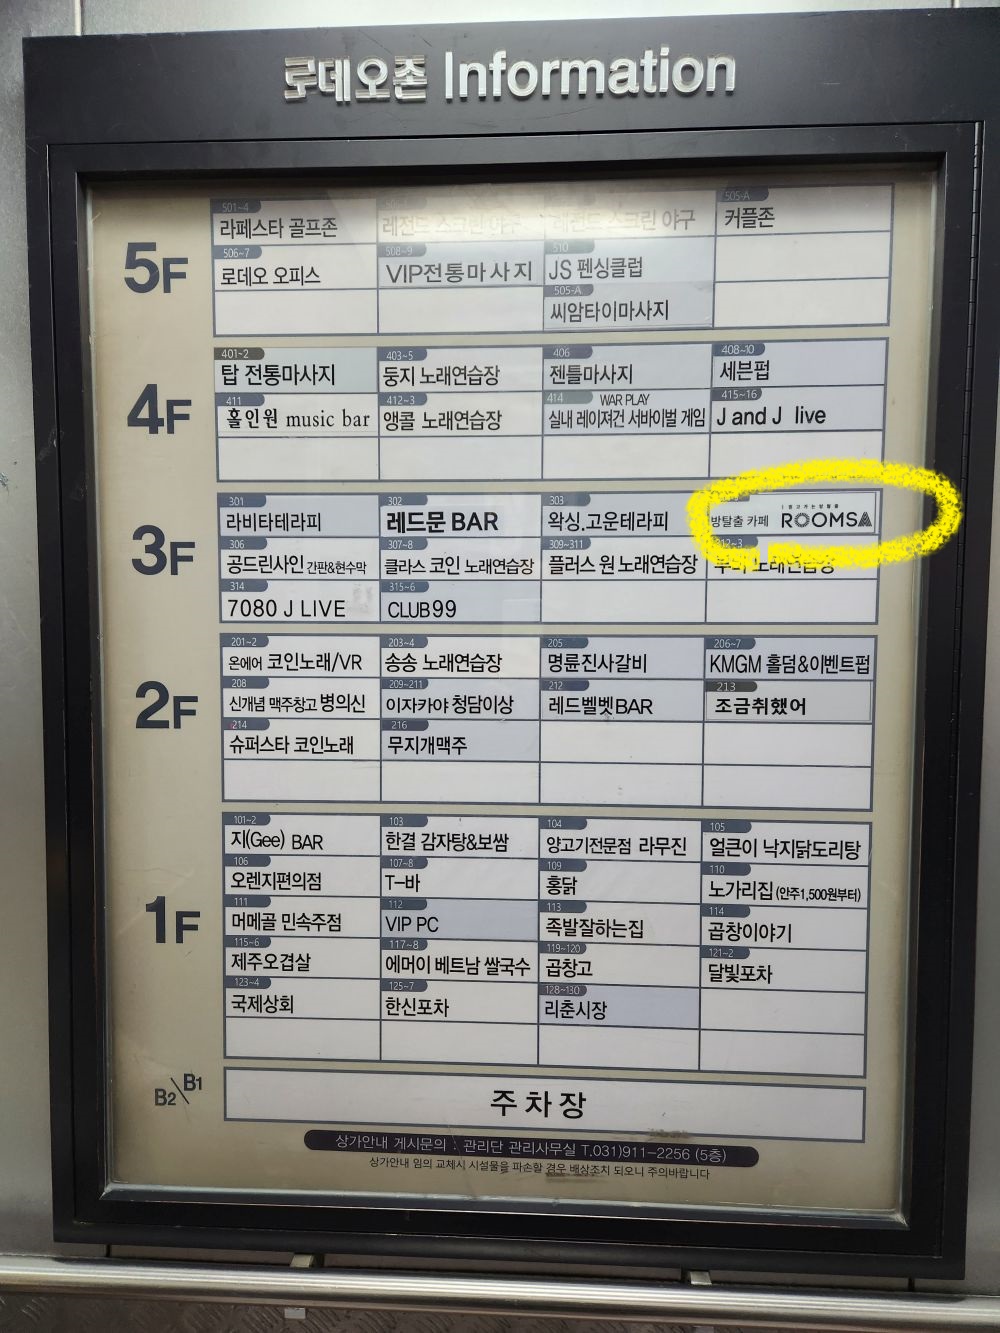 로데오존 Information
5F
501~4
라페스타 골프존
레전드 스크린 야구
레전드 스크린 야구
505-A
커플존
506~7
로데오 오피스
508~9
VIP전통마사지
510
JS 펜싱클럽
505-A
씨암타이마사지
4F
401~2
탑 전통마사지
403~5
둥지 노래연습장
406
젠틀마사지
408~10
세븐펍
411
홀인원 music bar
412~3
앵콜 노래연습장
414
WAR PLAY
실내 레이져건 서바이벌 게임
415~16
J and J live
3F
301
라비타테라피
302
레드문 BAR
303
왁싱.고운테라피
방탈출 카페 ROOMSA
306
공드린사인 간판&현수막
307~8
클라스 코인 노래연습장
309~311
플러스 원 노래연습장
노래연습장
314
7080 J LIVE
315~6
CLUB99
2F
201~2
온에어 코인노래/VR
203~4
송송 노래연습장
205
명륜진사갈비
206~7
KMGM 홀덤&이벤트펍
208
신개념 맥주창고 병의신
209~211
이자카야 청담이상
212
레드벨벳BAR
213
조금취했어
214
슈퍼스타 코인노래
216
무지개맥주
1F
101~2
지(Gee) BAR
103
한결 감자탕&보쌈
104
양고기전문점 라무진
105
얼큰이 낙지닭도리탕
106
오렌지편의점
107~8
T-바
109
홍닭
110
노가리집 (안주1,500원부터)
111
머메골 민속주점
112
VIP PC
113
족발잘하는집
114
곱창이야기
115~6
제주오겹살
117~8
에머이 베트남 쌀국수
119~120
곱창고
121~2
달빛포차
123~4
국제상회
125~7
한신포차
128~130
리춘시장
B2\B1
주차장
상가안내 게시문의 : 관리단 관리사무실 T.031)911-2256 (5층)
상가안내 임의 교체시 시설물을 파손할 경우 배상조치 되오니 주의바랍니다